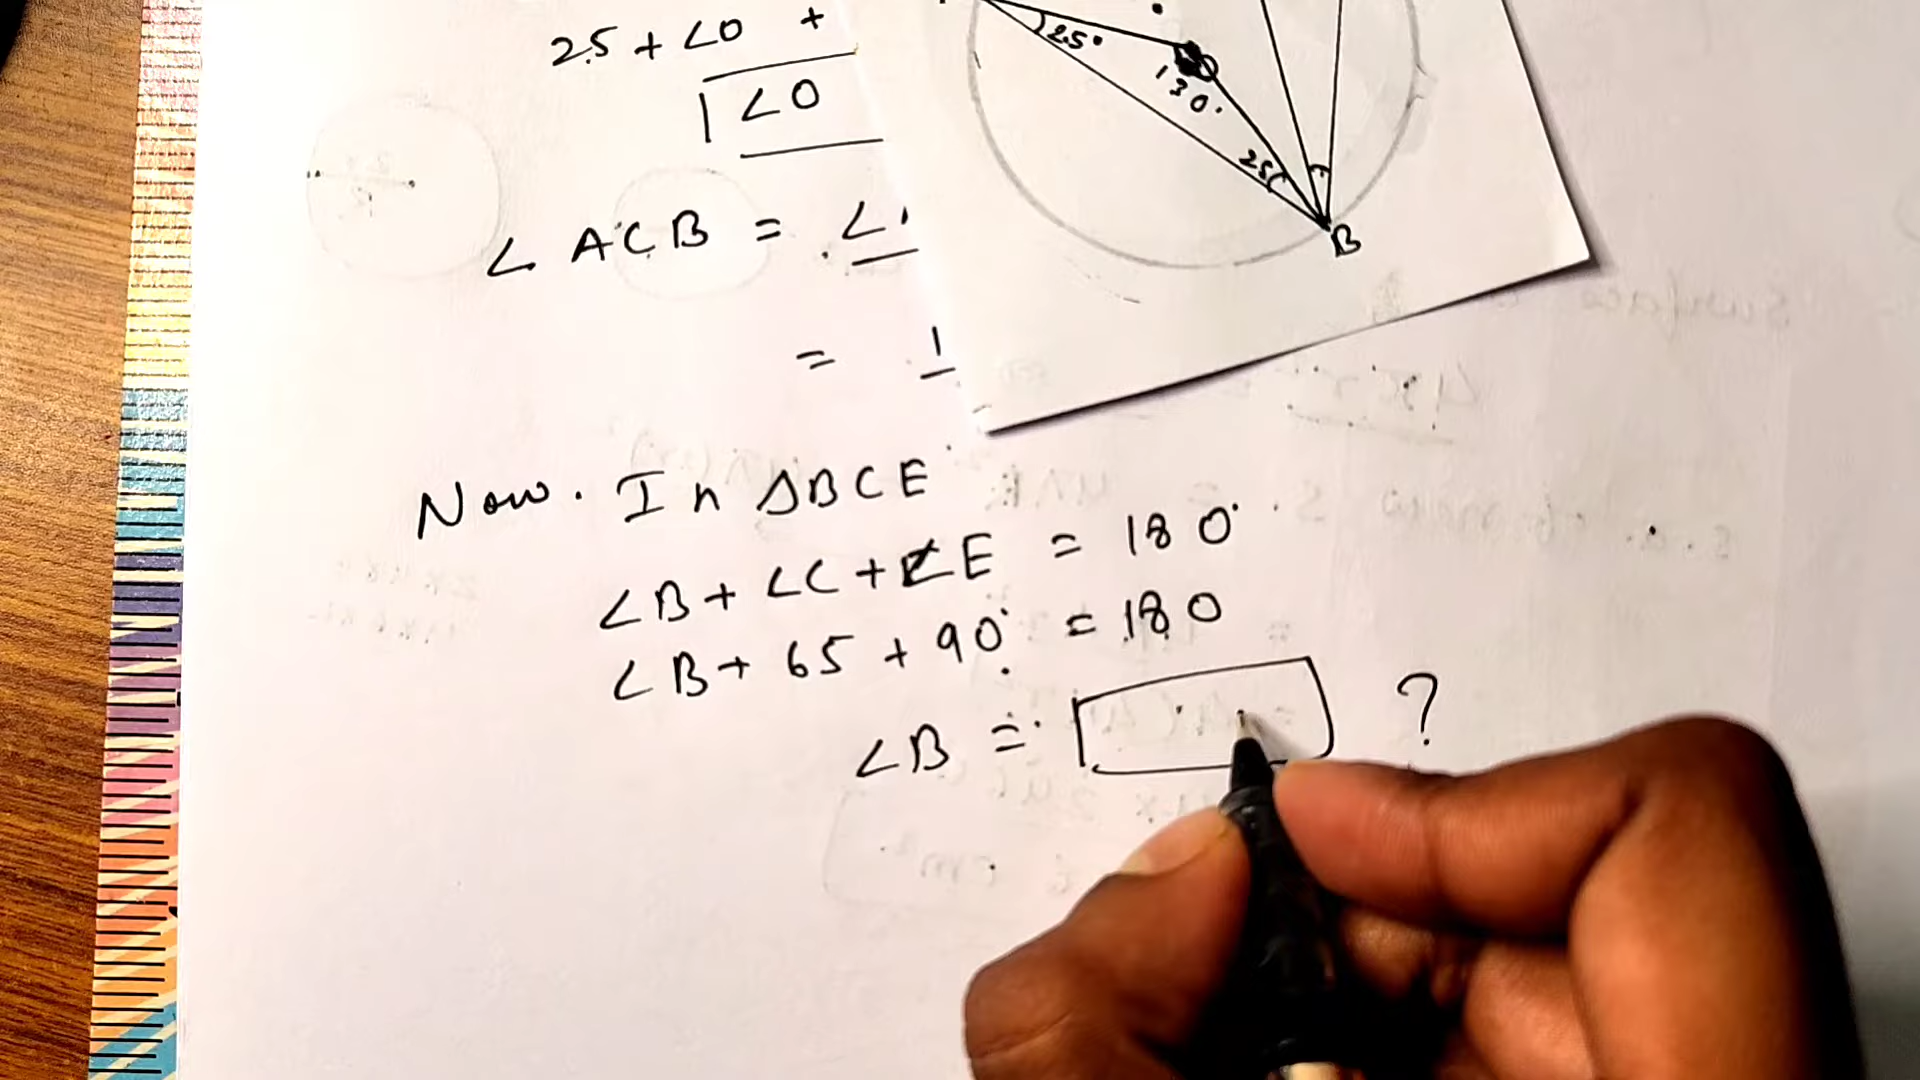 25 + ∠O +
∠O
∠ACB = ∠
= 1
25°
130°
25
B
Now. In ΔBCE
∠B + ∠C + ∠E = 180°
∠B + 65 + 90° = 180
∠B = ?